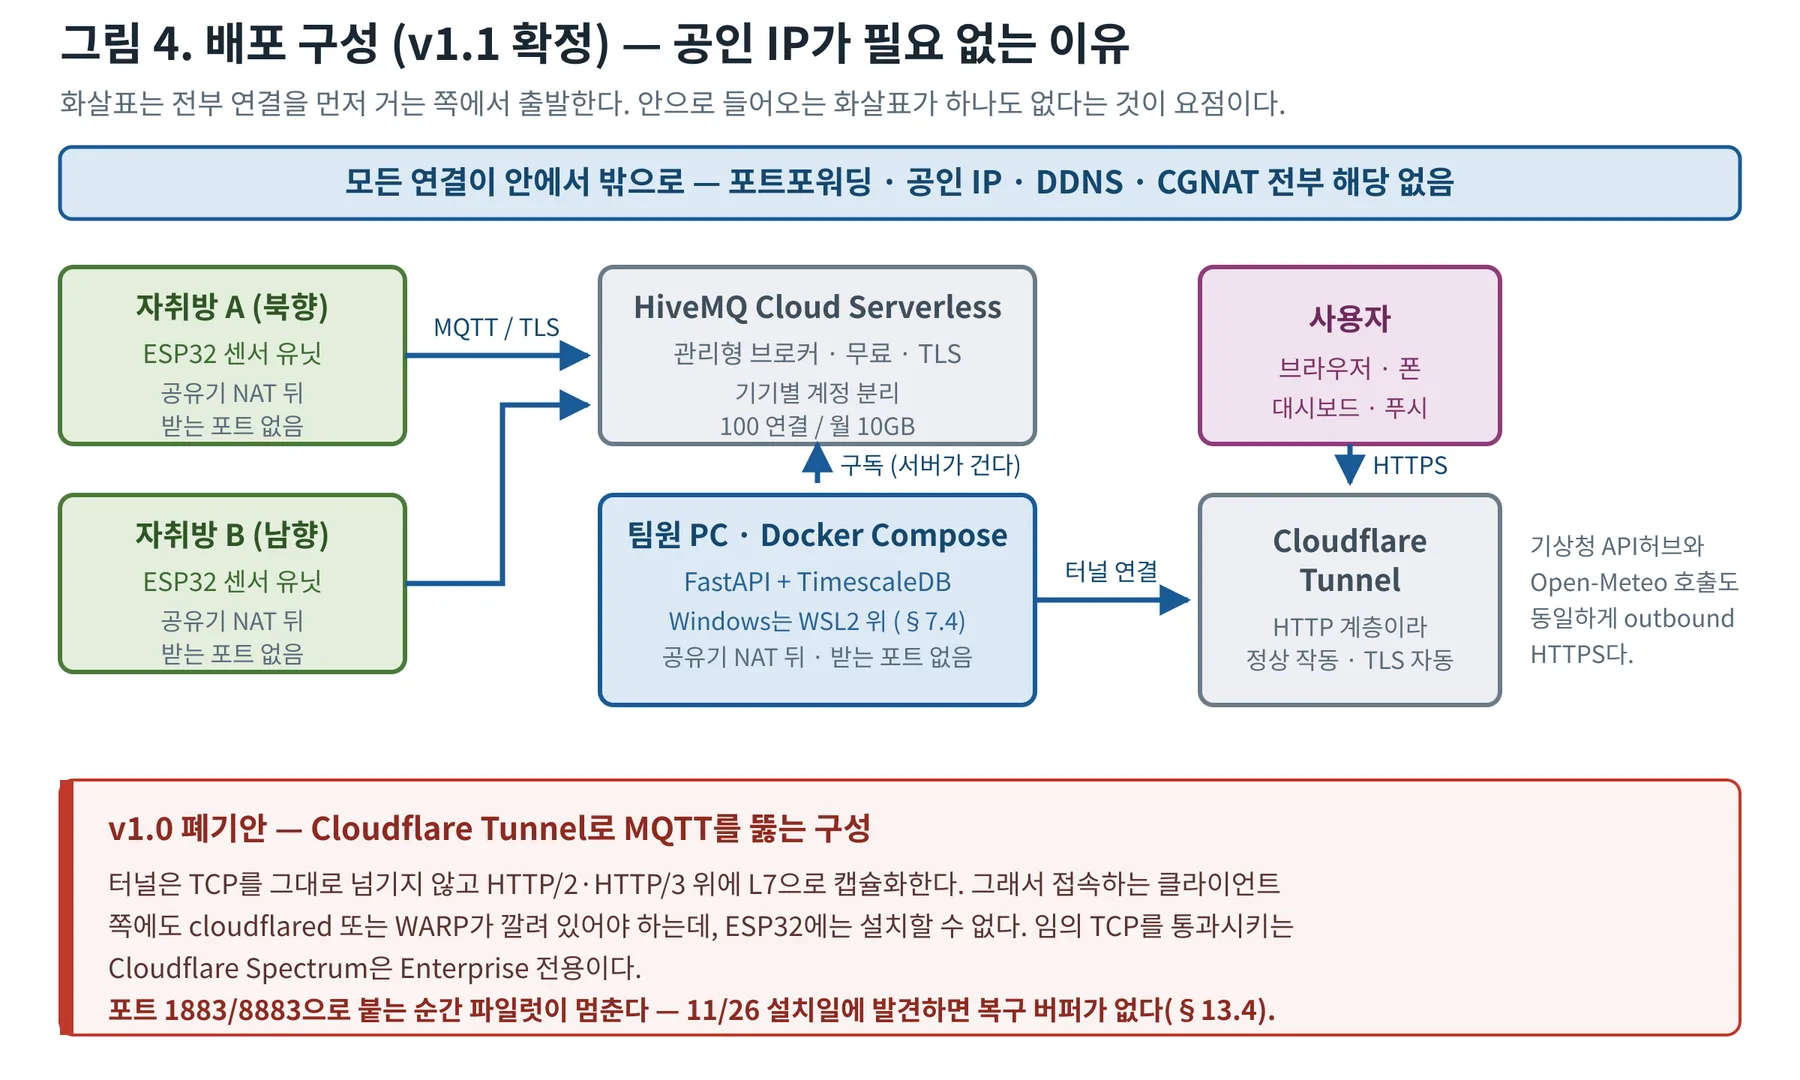 그림 4. 배포 구성 (v1.1 확정) — 공인 IP가 필요 없는 이유
화살표는 전부 연결을 먼저 거는 쪽에서 출발한다. 안으로 들어오는 화살표가 하나도 없다는 것이 요점이다.
모든 연결이 안에서 밖으로 — 포트포워딩 · 공인 IP · DDNS · CGNAT 전부 해당 없음
자취방 A (북향)
ESP32 센서 유닛
공유기 NAT 뒤
받는 포트 없음
MQTT / TLS
HiveMQ Cloud Serverless
관리형 브로커 · 무료 · TLS
기기별 계정 분리
100 연결 / 월 10GB
사용자
브라우저 · 폰
대시보드 · 푸시
구독 (서버가 건다)
HTTPS
자취방 B (남향)
ESP32 센서 유닛
공유기 NAT 뒤
받는 포트 없음
팀원 PC · Docker Compose
FastAPI + TimescaleDB
Windows는 WSL2 위 (§7.4)
공유기 NAT 뒤 · 받는 포트 없음
터널 연결
Cloudflare
Tunnel
HTTP 계층이라
정상 작동 · TLS 자동
기상청 API허브와
Open-Meteo 호출도
동일하게 outbound
HTTPS다.
v1.0 폐기안 — Cloudflare Tunnel로 MQTT를 뚫는 구성
터널은 TCP를 그대로 넘기지 않고 HTTP/2·HTTP/3 위에 L7으로 캡슐화한다. 그래서 접속하는 클라이언트
쪽에도 cloudflared 또는 WARP가 깔려 있어야 하는데, ESP32에는 설치할 수 없다. 임의 TCP를 통과시키는
Cloudflare Spectrum은 Enterprise 전용이다.
포트 1883/8883으로 붙는 순간 파일럿이 멈춘다 — 11/26 설치일에 발견하면 복구 버퍼가 없다(§13.4).